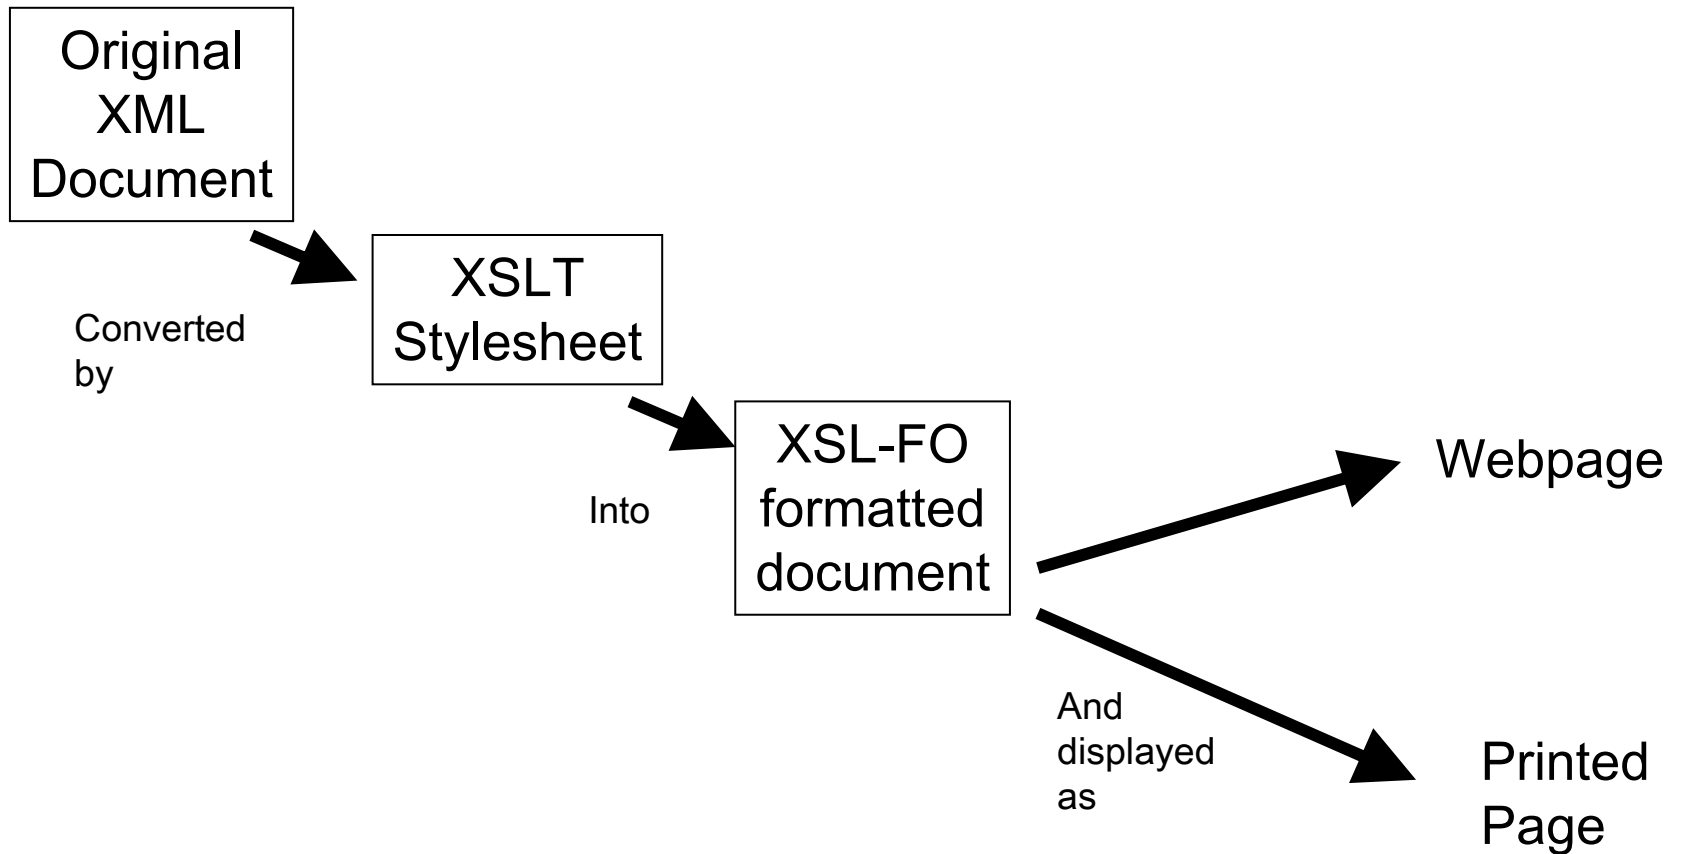 Original
XML
Document
Converted
by
XSLT
Stylesheet
Into
XSL-FO
formatted
document
And
displayed
as
Webpage
Printed
Page